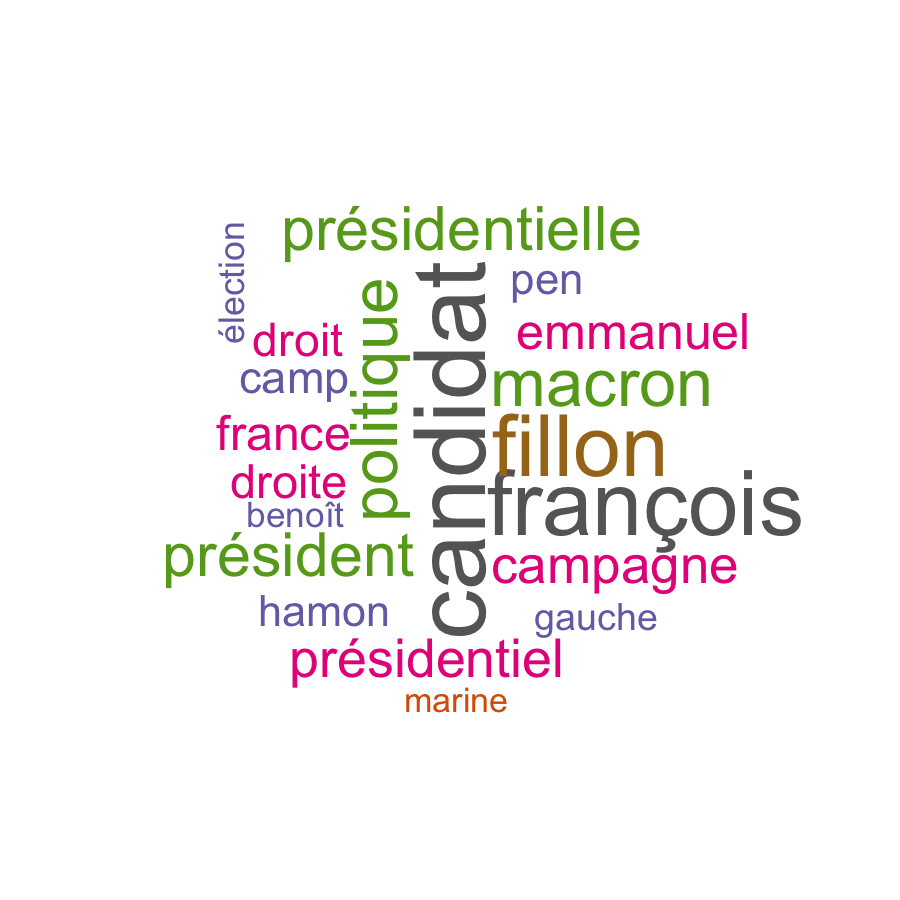 présidentielle
élection
pen
candidat
politique
droit
emmanuel
camp
macron
france
fillon
droite
françois
benoît
président
campagne
hamon
gauche
présidentiel
marine